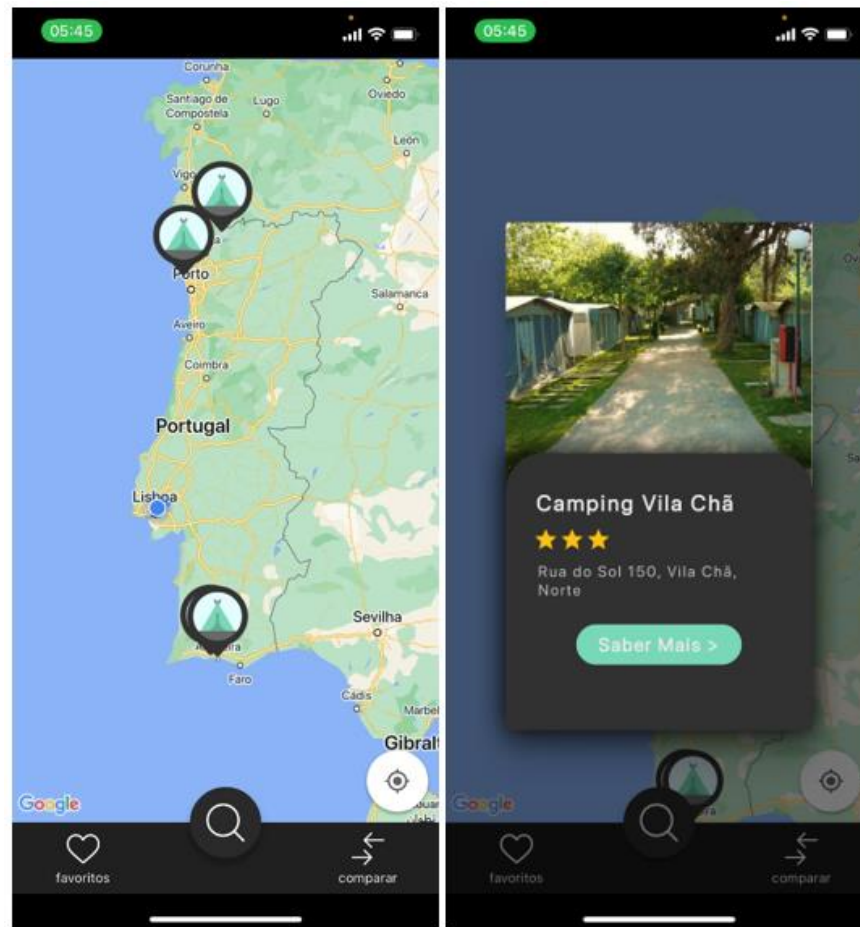 05:45
Corunha
Santiago de
Compostela
Lugo
Oviedo
León
Vigo
Porto
Salamanca
Aveiro
Coimbra
Portugal
Lisboa
Sevilha
Faro
Cádis
Gibral
Google
favoritos
comparar
05:45
Camping Vila Chã
Rua do Sol 150, Vila Chã,
Norte
Saber Mais >
Google
favoritos
comparar